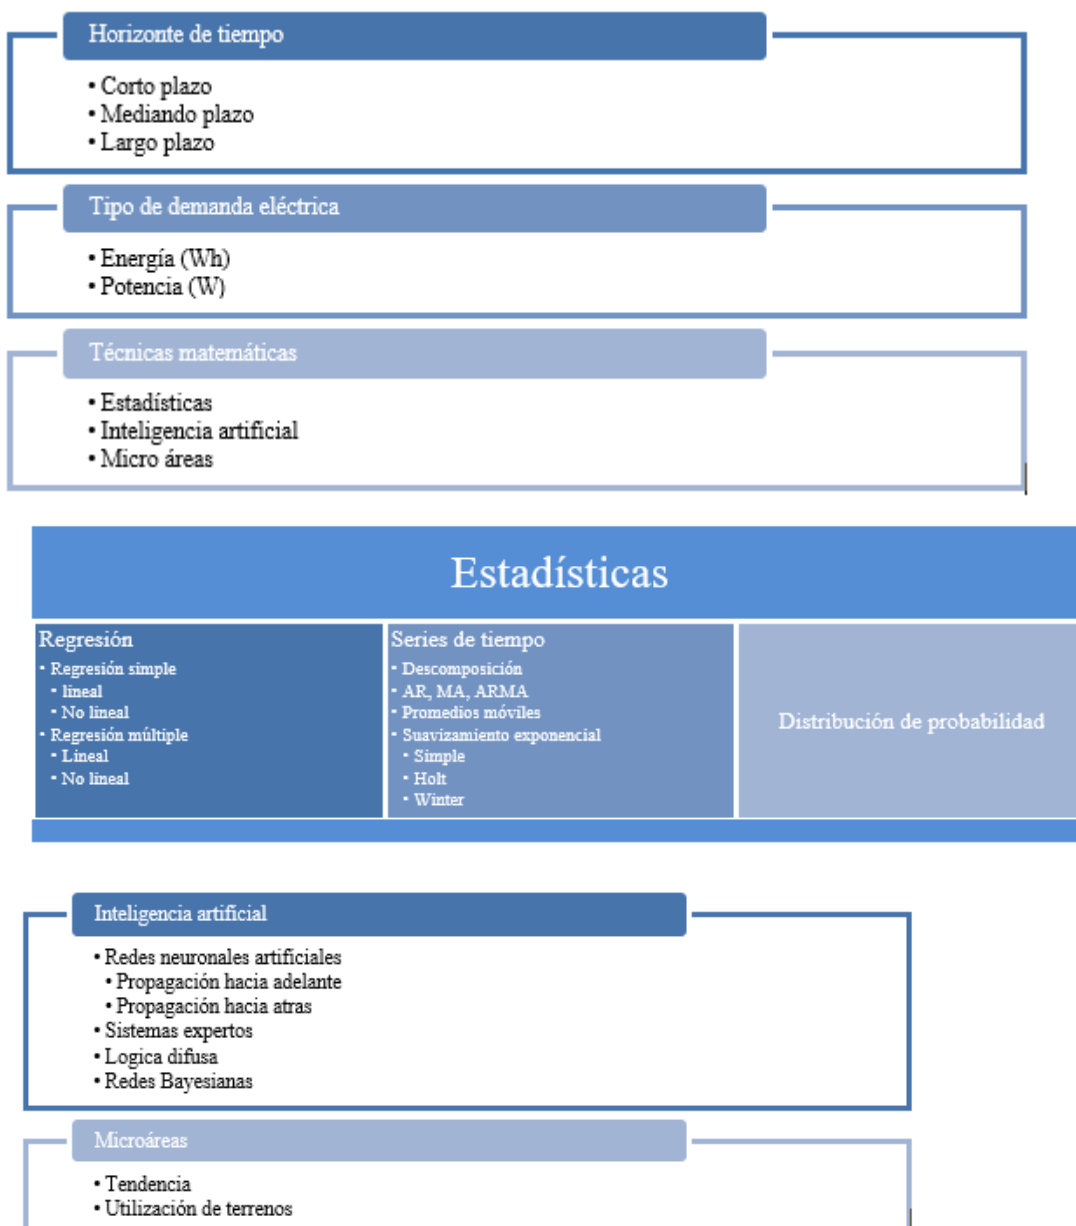 Horizonte de tiempo
• Corto plazo
• Mediando plazo
• Largo plazo
Tipo de demanda eléctrica
• Energía (Wh)
• Potencia (W)
Técnicas matemáticas
• Estadísticas
• Inteligencia artificial
• Micro áreas
Estadísticas
Regresión
• Regresión simple
• lineal
• No lineal
• Regresión múltiple
• Lineal
• No lineal
Series de tiempo
• Descomposición
• AR, MA, ARMA
• Promedios móviles
• Suavizamiento exponencial
• Simple
• Holt
• Winter
Distribución de probabilidad
Inteligencia artificial
• Redes neuronales artificiales
• Propagación hacia adelante
• Propagación hacia atras
• Sistemas expertos
• Logica difusa
• Redes Bayesianas
Microáreas
• Tendencia
• Utilización de terrenos